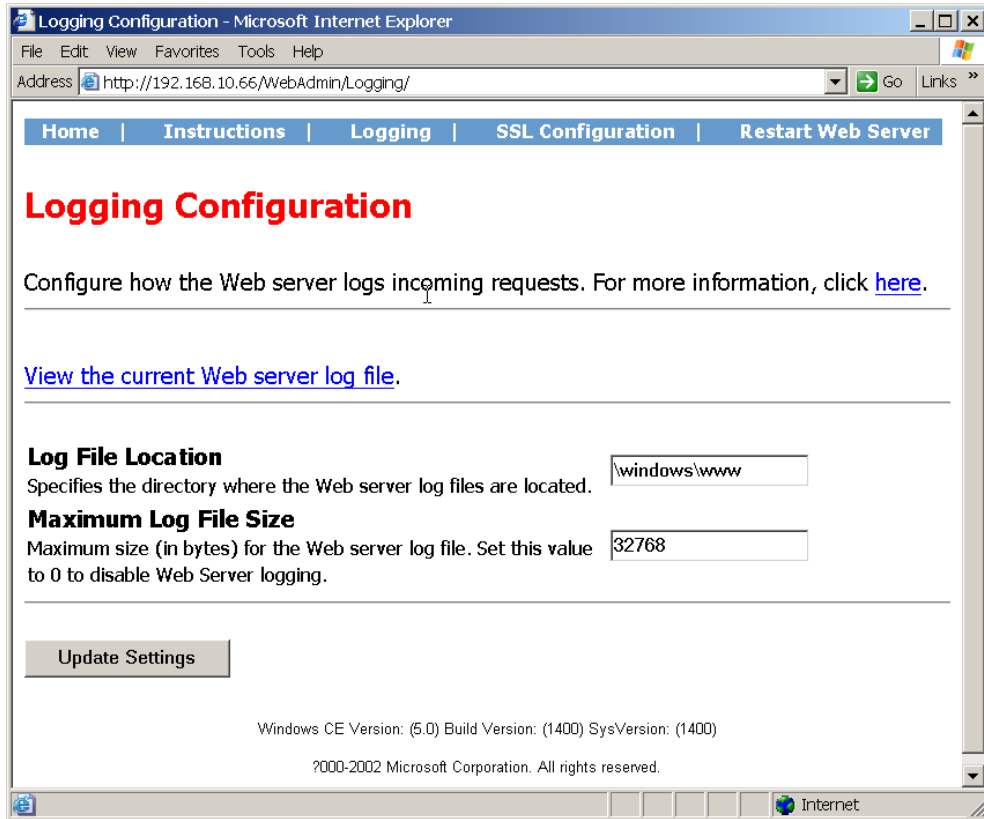 Logging Configuration - Microsoft Internet Explorer
File Edit View Favorites Tools Help
Address http://192.168.10.66/WebAdmin/Logging/ Go Links »
Home | Instructions | Logging | SSL Configuration | Restart Web Server
Logging Configuration
Configure how the Web server logs incoming requests. For more information, click here.
View the current Web server log file.
Log File Location
Specifies the directory where the Web server log files are located.
\windows\www
Maximum Log File Size
Maximum size (in bytes) for the Web server log file. Set this value
to 0 to disable Web Server logging.
32768
Update Settings
Windows CE Version: (5.0) Build Version: (1400) SysVersion: (1400)
?000-2002 Microsoft Corporation. All rights reserved.
Internet